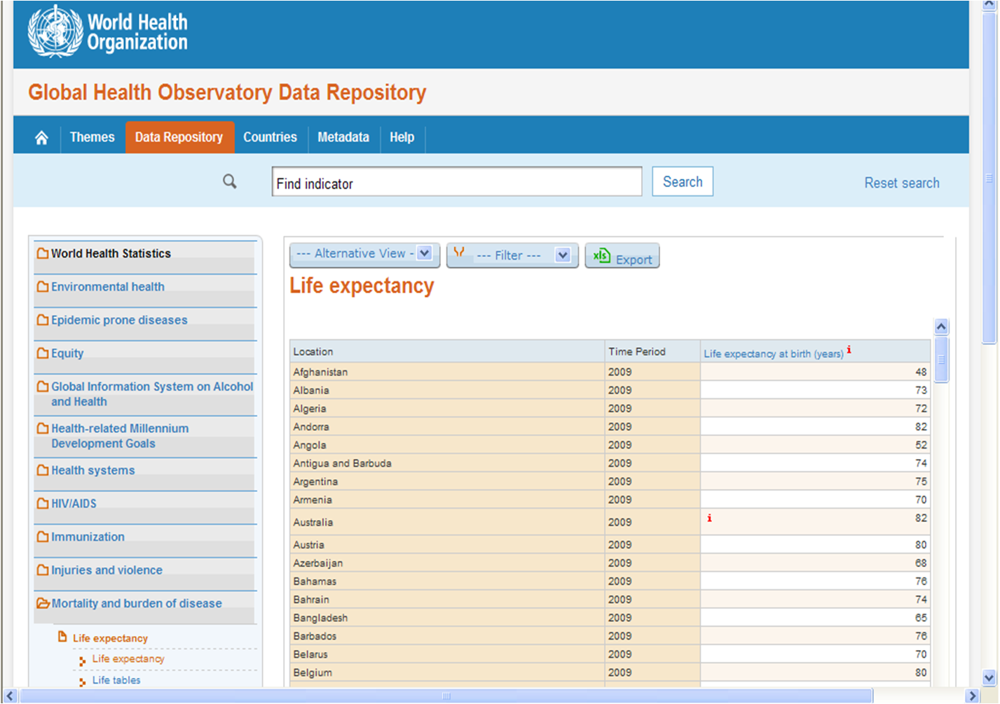 World Health
Organization
Global Health Observatory Data Repository
Themes Data Repository Countries Metadata Help
Find indicator Search Reset search
World Health Statistics
Environmental health
Epidemic prone diseases
Equity
Global Information System on Alcohol
and Health
Health-related Millennium
Development Goals
Health systems
HIV/AIDS
Immunization
Injuries and violence
Mortality and burden of disease
Life expectancy
Life expectancy
Life tables
--- Alternative View - --- Filter --- xls Export
Life expectancy
Location Time Period Life expectancy at birth (years) i
Afghanistan 2009 48
Albania 2009 73
Algeria 2009 72
Andorra 2009 82
Angola 2009 52
Antigua and Barbuda 2009 74
Argentina 2009 75
Armenia 2009 70
Australia 2009 i 82
Austria 2009 80
Azerbaijan 2009 68
Bahamas 2009 76
Bahrain 2009 74
Bangladesh 2009 65
Barbados 2009 76
Belarus 2009 70
Belgium 2009 80